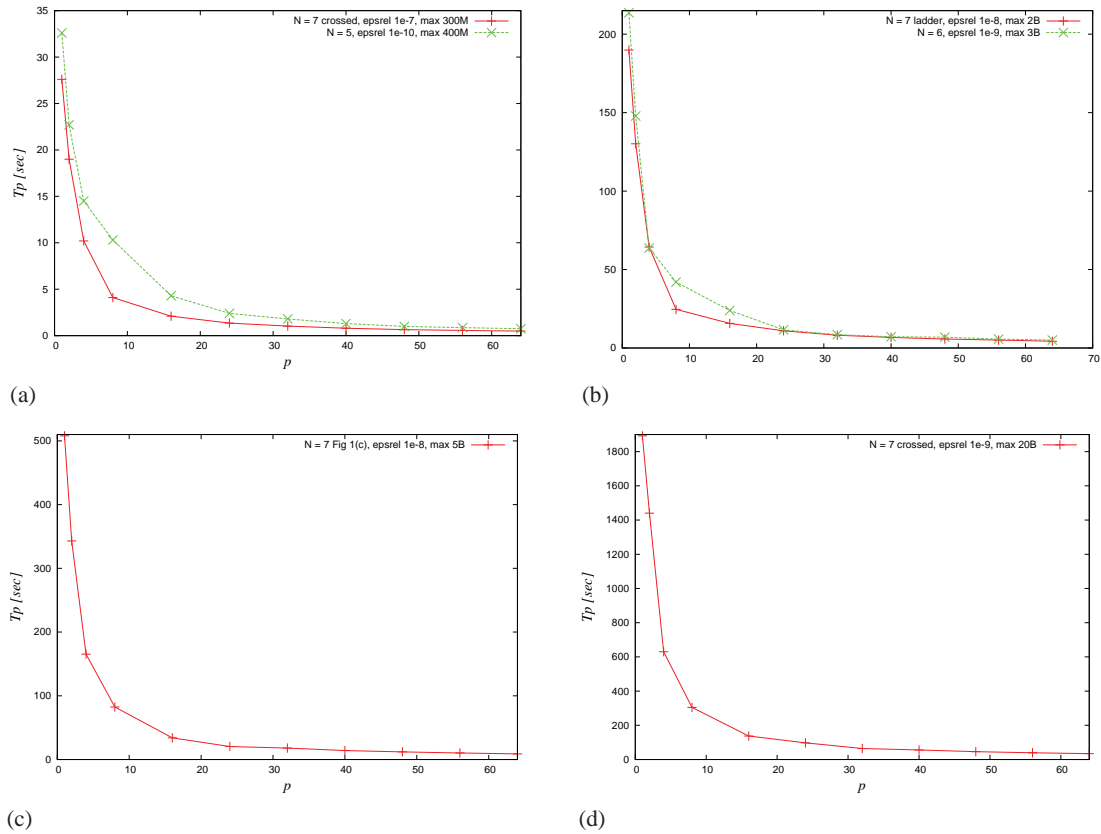 N = 7 crossed, epsrel 1e-7, max 300M
N = 5, epsrel 1e-10, max 400M
35
30
25
20
15
10
5
0
Tp [sec]
0 10 20 30 40 50 60
p
(a)
N = 7 ladder, epsrel 1e-8, max 2B
N = 6, epsrel 1e-9, max 3B
200
150
100
50
0
0 10 20 30 40 50 60 70
(b)
N = 7 Fig 1(c), epsrel 1e-8, max 5B
500
400
300
200
100
0
Tp [sec]
0 10 20 30 40 50 60
p
(c)
N = 7 crossed, epsrel 1e-9, max 20B
1800
1600
1400
1200
1000
800
600
400
200
0
Tp [sec]
0 10 20 30 40 50 60
p
(d)